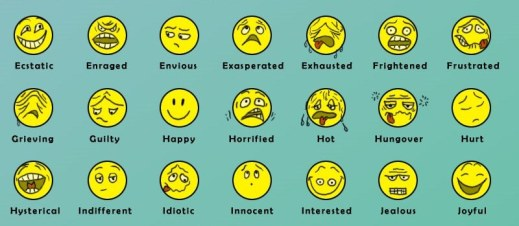 Ecstatic Enraged Envious Exasperated Exhausted Frightened Frustrated
Grieving Guilty Happy Horrified Hot Hungover Hurt
Hysterical Indifferent Idiotic Innocent Interested Jealous Joyful